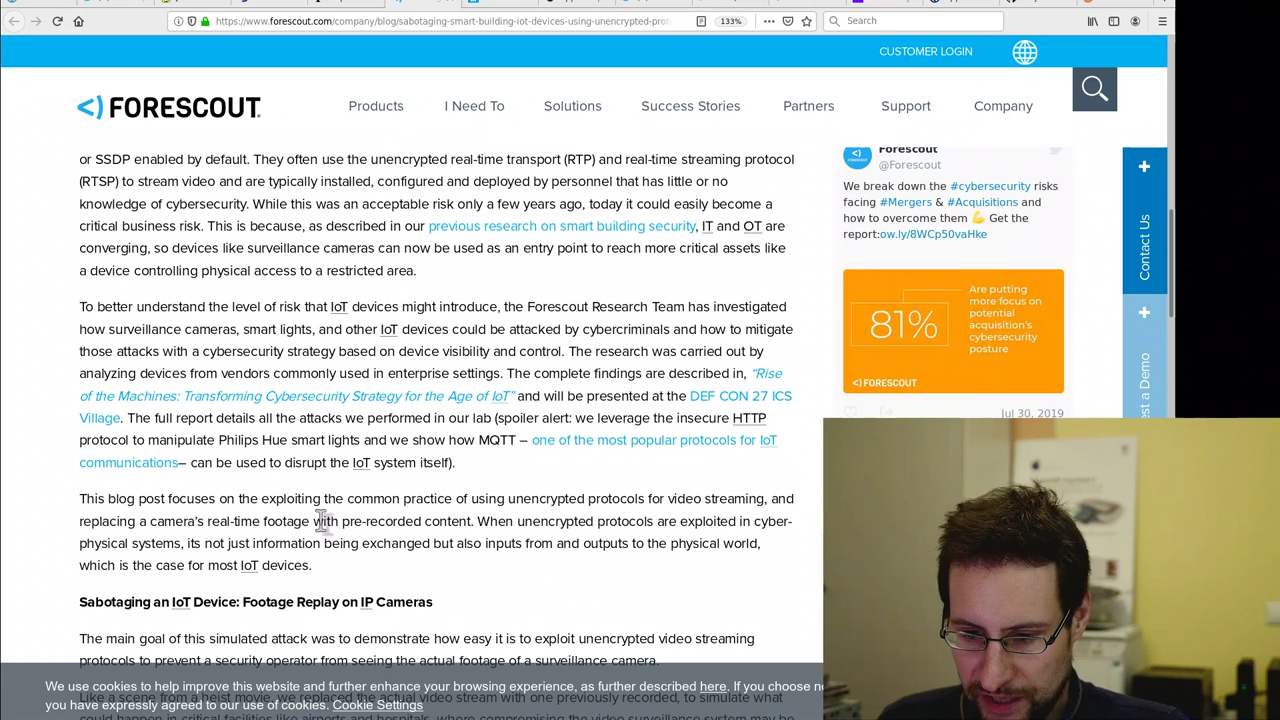 https://www.forescout.com/company/blog/sabotaging-smart-building-iot-devices-using-unencrypted-prot
133%
Search
CUSTOMER LOGIN
FORESCOUT.
Products
I Need To
Solutions
Success Stories
Partners
Support
Company
or SSDP enabled by default. They often use the unencrypted real-time transport (RTP) and real-time streaming protocol
(RTSP) to stream video and are typically installed, configured and deployed by personnel that has little or no
knowledge of cybersecurity. While this was an acceptable risk only a few years ago, today it could easily become a
critical business risk. This is because, as described in our previous research on smart building security, IT and OT are
converging, so devices like surveillance cameras can now be used as an entry point to reach more critical assets like
a device controlling physical access to a restricted area.
To better understand the level of risk that IoT devices might introduce, the Forescout Research Team has investigated
how surveillance cameras, smart lights, and other IoT devices could be attacked by cybercriminals and how to mitigate
those attacks with a cybersecurity strategy based on device visibility and control. The research was carried out by
analyzing devices from vendors commonly used in enterprise settings. The complete findings are described in, “Rise
of the Machines: Transforming Cybersecurity Strategy for the Age of IoT” and will be presented at the DEF CON 27 ICS
Village. The full report details all the attacks we performed in our lab (spoiler alert: we leverage the insecure HTTP
protocol to manipulate Philips Hue smart lights and we show how MQTT – one of the most popular protocols for IoT
communications– can be used to disrupt the IoT system itself).
This blog post focuses on the exploiting the common practice of using unencrypted protocols for video streaming, and
replacing a camera’s real-time footage with pre-recorded content. When unencrypted protocols are exploited in cyber-
physical systems, its not just information being exchanged but also inputs from and outputs to the physical world,
which is the case for most IoT devices.
Sabotaging an IoT Device: Footage Replay on IP Cameras
The main goal of this simulated attack was to demonstrate how easy it is to exploit unencrypted video streaming
protocols to prevent a security operator from seeing the actual footage of a surveillance camera.
Like a scene from a heist movie, we replaced the actual video stream with one previously recorded, to simulate what
could happen in critical facilities like airports and hospitals, where compromising the video surveillance system may be
We use cookies to help improve this website and further enhance your browsing experience, as further described here. If you choose
you have expressly agreed to our use of cookies. Cookie Settings
Forescout
@Forescout
We break down the #cybersecurity risks
facing #Mergers & #Acquisitions and
how to overcome them 💪 Get the
report:ow.ly/8WCp50vaHke
81%
Are putting
more focus on
potential
acquisition's
cybersecurity
posture
FORESCOUT
Jul 30, 2019
Contact Us
est a Demo